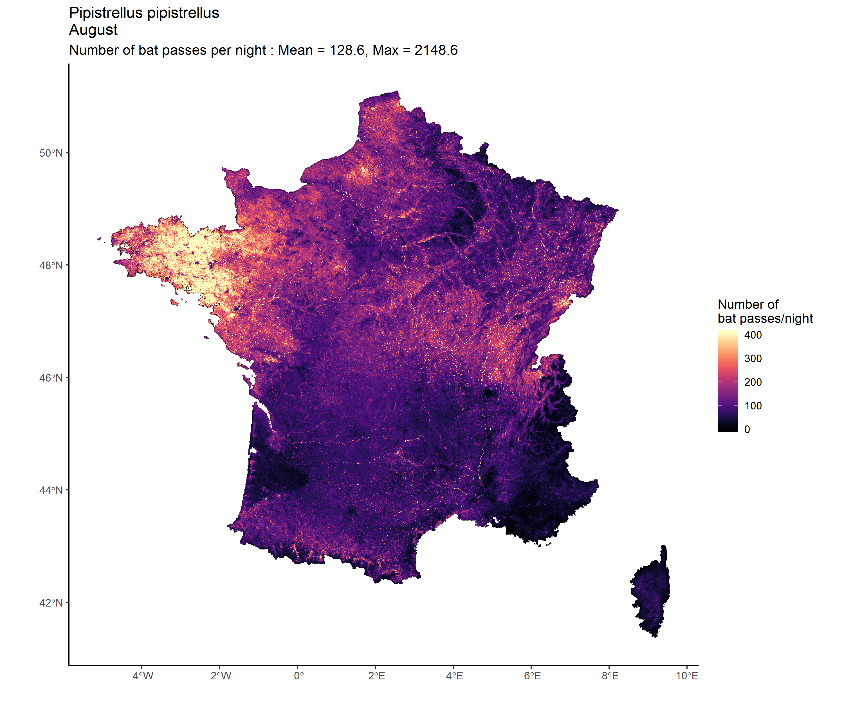 Pipistrellus pipistrellus
August
Number of bat passes per night : Mean = 128.6, Max = 2148.6
50°N
48°N
46°N
44°N
42°N
4°W
2°W
0°
2°E
4°E
6°E
8°E
10°E
Number of
bat passes/night
400
300
200
100
0